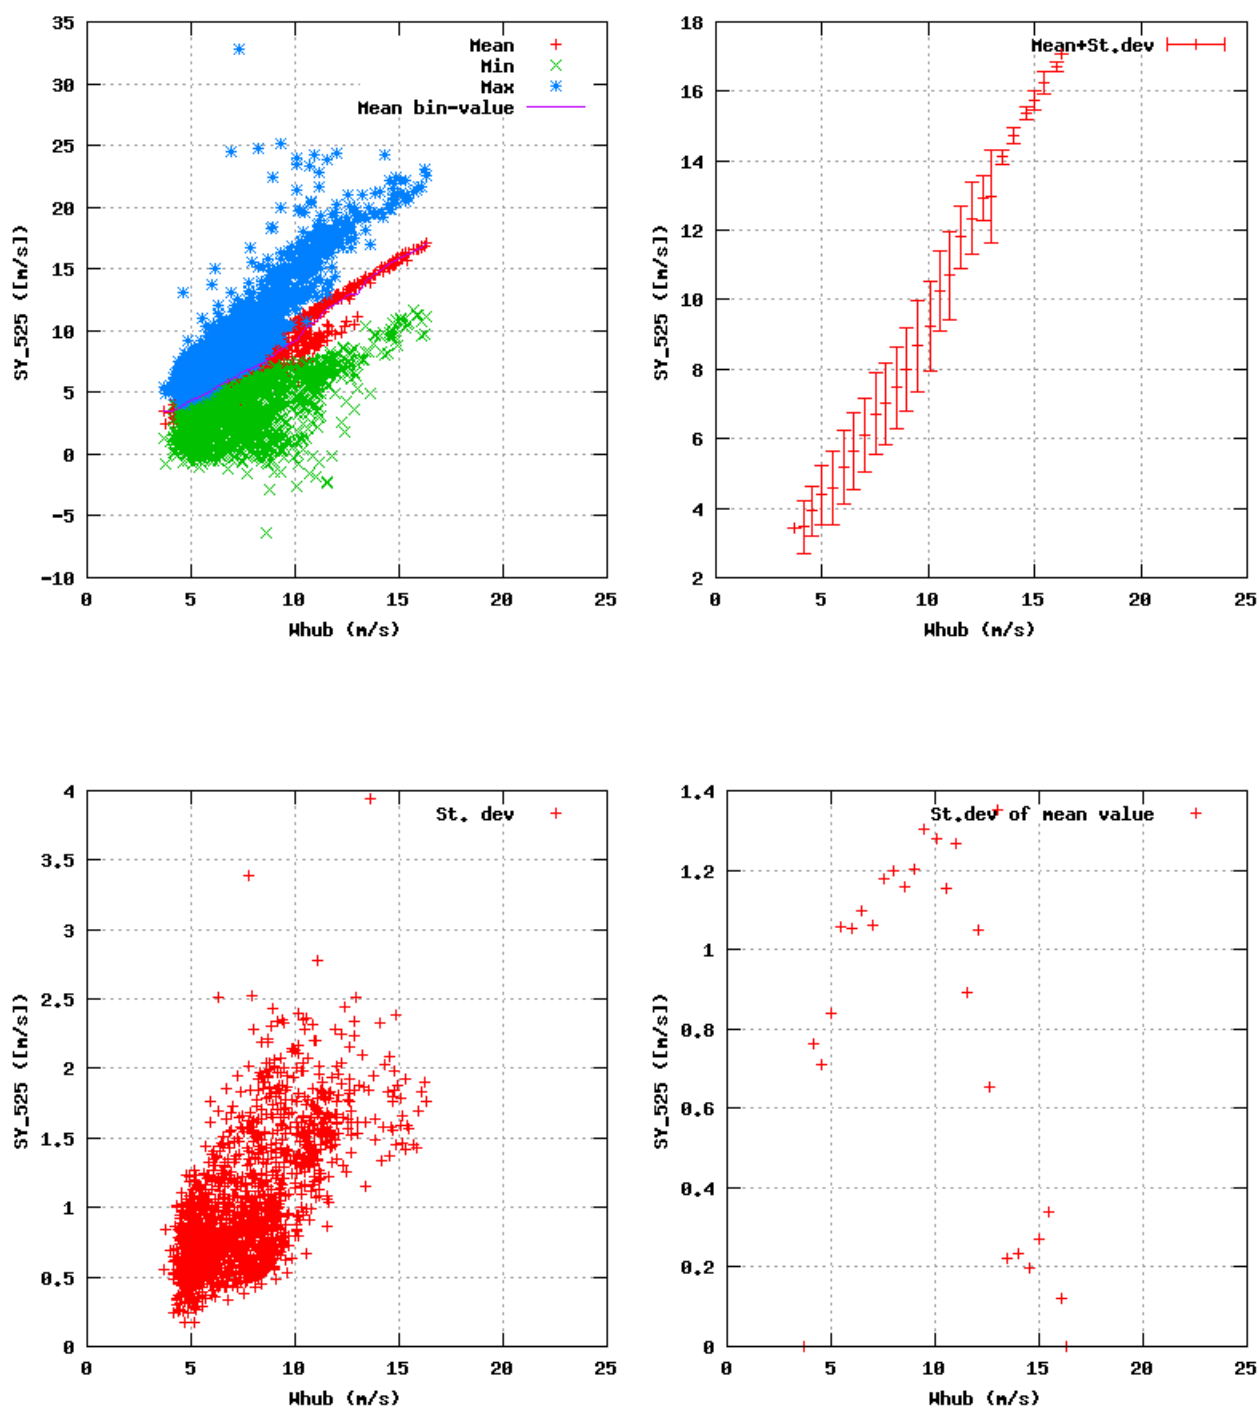 35
30
25
20
15
10
5
0
-5
-10
SY_525 ([m/s])
Mean
Min
Max
Mean bin-value
0 5 10 15 20 25
Whub (m/s)
18
16
14
12
10
8
6
4
2
SY_525 ([m/s])
Mean+St.dev
0 5 10 15 20 25
Whub (m/s)
4
3.5
3
2.5
2
1.5
1
0.5
0
SY_525 ([m/s])
St. dev
0 5 10 15 20 25
Whub (m/s)
1.4
1.2
1
0.8
0.6
0.4
0.2
0
SY_525 ([m/s])
St.dev of mean value
0 5 10 15 20 25
Whub (m/s)